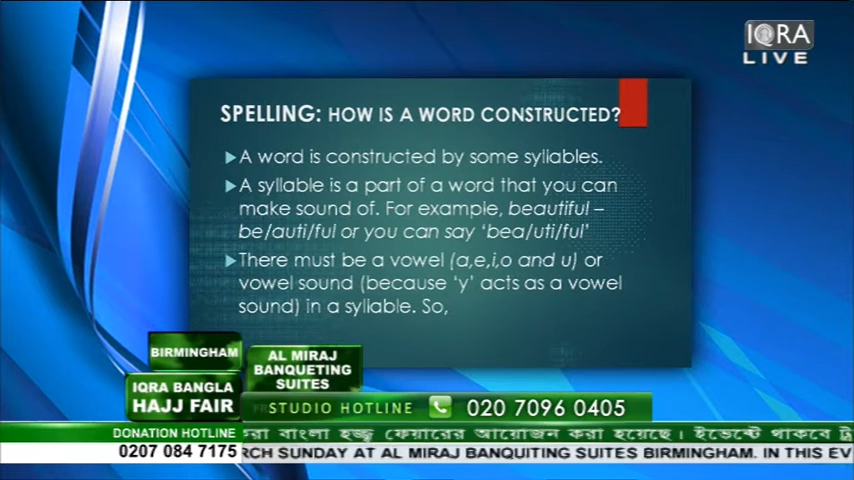 IQRA
LIVE
SPELLING: HOW IS A WORD CONSTRUCTED?
A word is constructed by some syllables.
A syllable is a part of a word that you can
make sound of. For example, beautiful –
be/auti/ful or you can say ‘bea/uti/ful’
There must be a vowel (a,e,i,o and u) or
vowel sound (because ‘y’ acts as a vowel
sound) in a syllable. So,
BIRMINGHAM
AL MIRAJ
BANQUETING
SUITES
IQRA BANGLA
HAJJ FAIR
STUDIO HOTLINE 020 7096 0405
DONATION HOTLINE
করা বাংলা হজ্জ্ব ফেয়ারের আয়োজন করা হয়েছে। ইভেন্টে থাকবে
0207 084 7175
RCH SUNDAY AT AL MIRAJ BANQUITING SUITES BIRMINGHAM. IN THIS EV